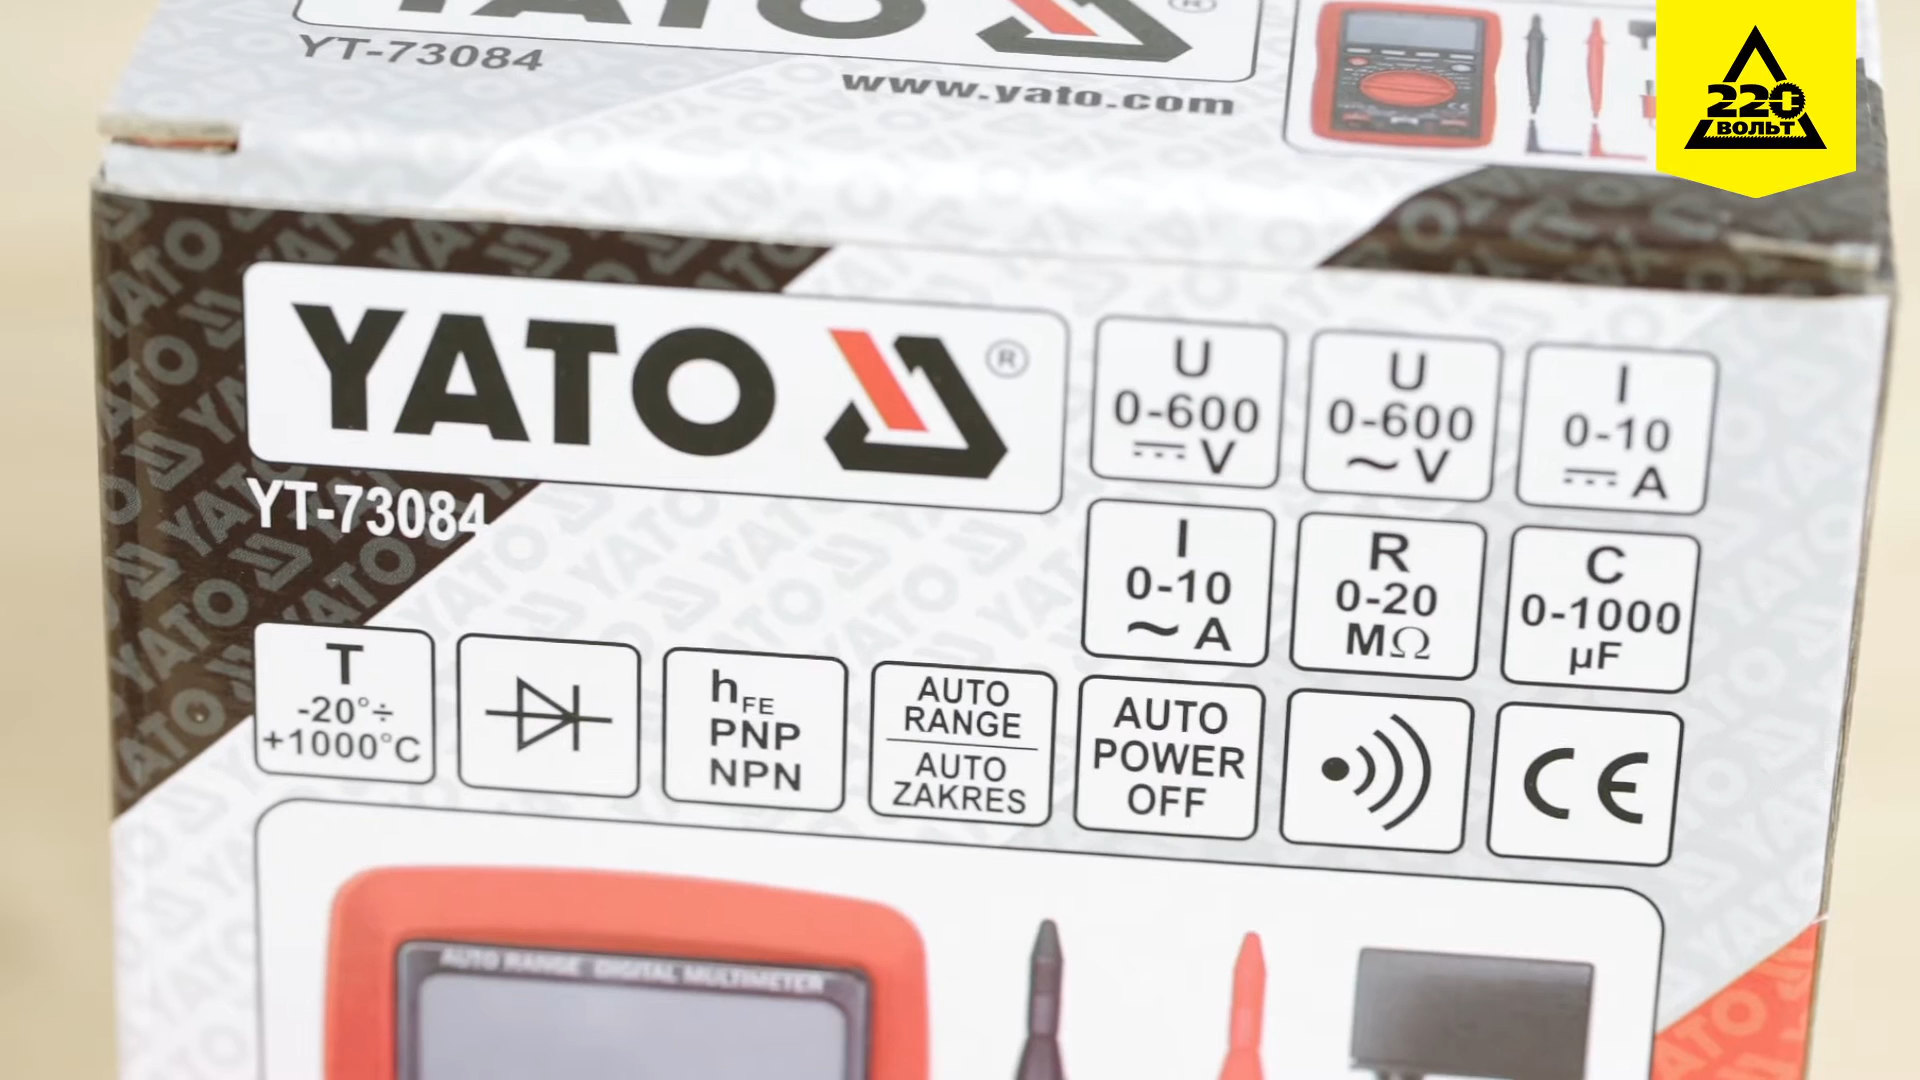 YATO ®
YT-73084
www.yato.com
220
ВОЛЬТ
YATO ®
YT-73084
U
0-600
⎓ V
U
0-600
~ V
I
0-10
⎓ A
I
0-10
~ A
R
0-20
MΩ
C
0-1000
µF
T
-20°÷
+1000°C
hFE
PNP
NPN
AUTO
RANGE
AUTO
ZAKRES
AUTO
POWER
OFF
CE
AUTO RANGE DIGITAL MULTIMETER